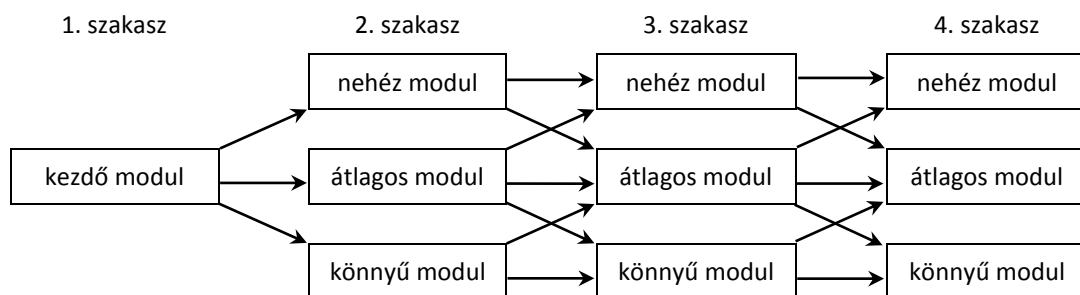 1. szakasz 2. szakasz 3. szakasz 4. szakasz
nehéz modul nehéz modul nehéz modul
kezdő modul átlagos modul átlagos modul átlagos modul
könnyű modul könnyű modul könnyű modul